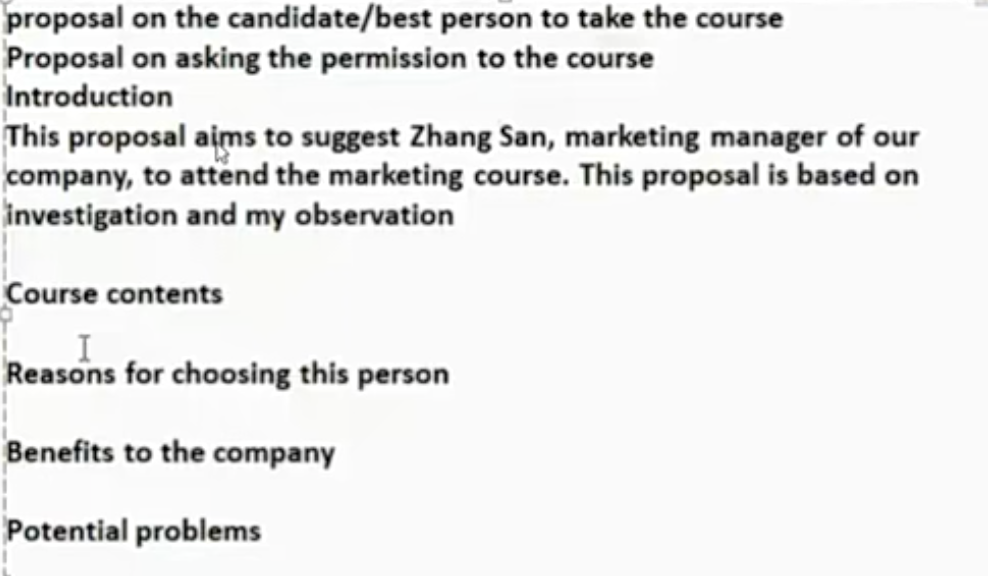 proposal on the candidate/best person to take the course
Proposal on asking the permission to the course
Introduction
This proposal aims to suggest Zhang San, marketing manager of our
company, to attend the marketing course. This proposal is based on
investigation and my observation
Course contents
Reasons for choosing this person
Benefits to the company
Potential problems